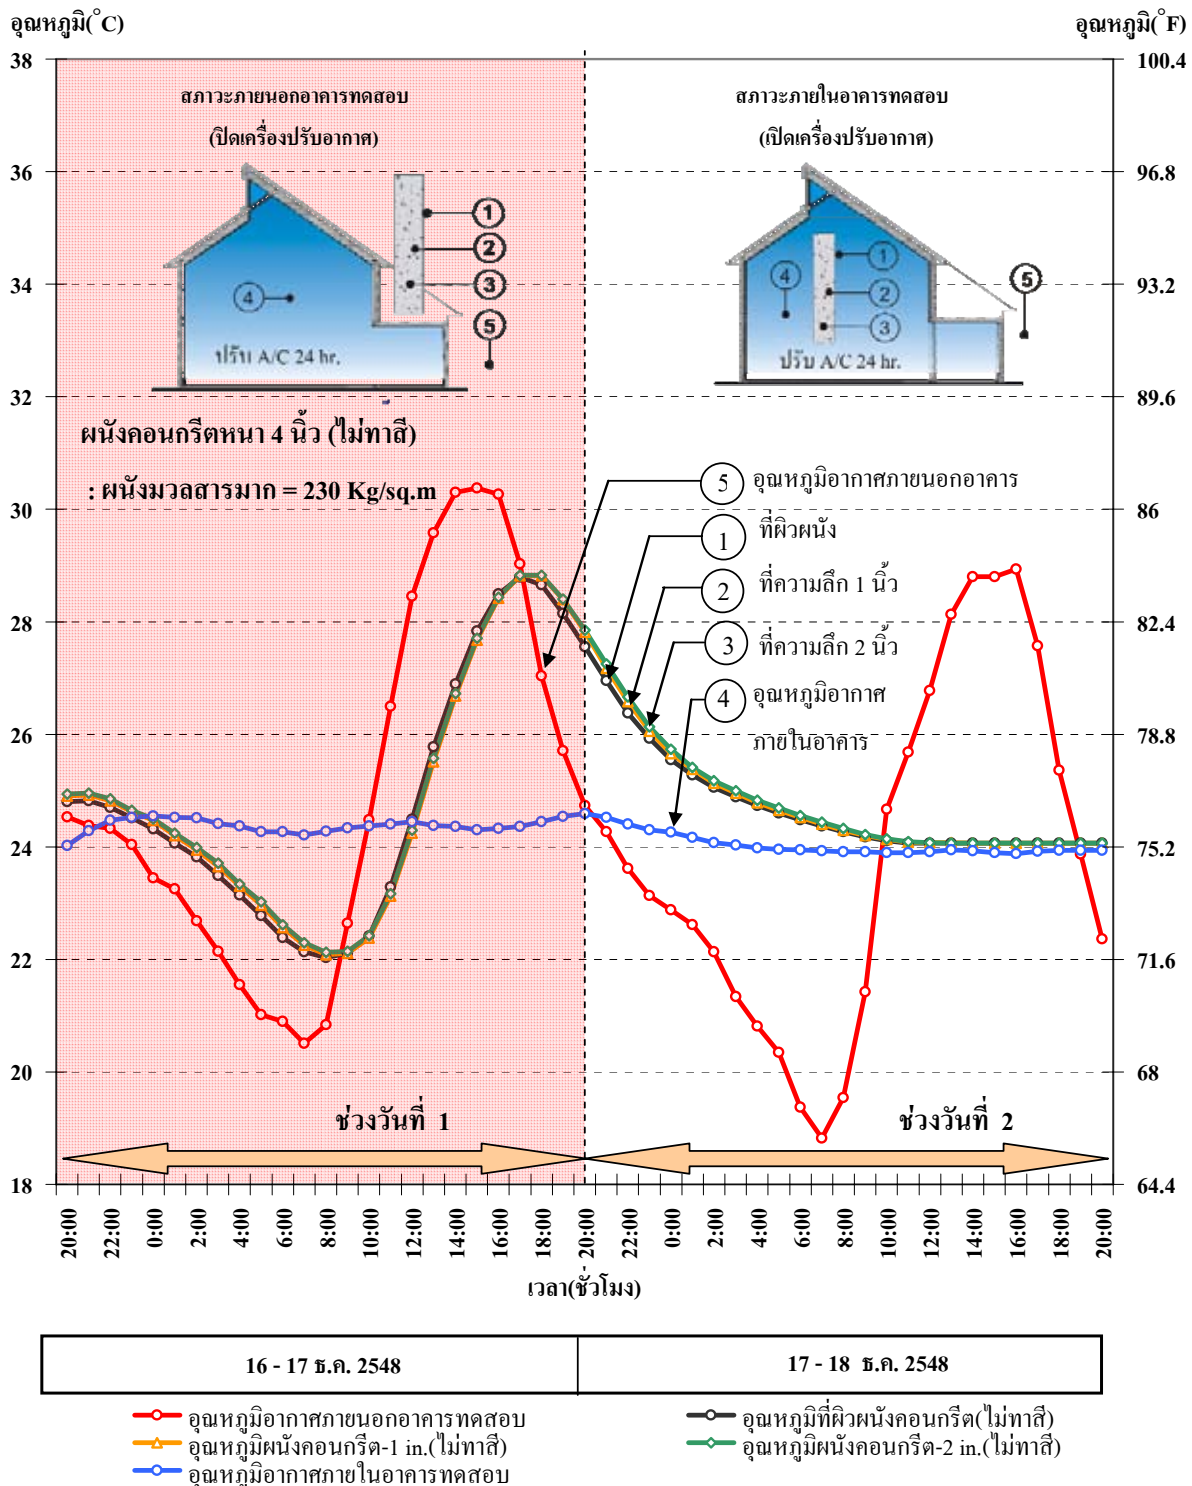 อุณหภูมิ(°C)
อุณหภูมิ(°F)
38
36
34
32
30
28
26
24
22
20
18
100.4
96.8
93.2
89.6
86
82.4
78.8
75.2
71.6
68
64.4
สภาวะภายนอกอาคารทดสอบ
(ปิดเครื่องปรับอากาศ)
1
2
3
4
5
ปรับ A/C 24 hr.
สภาวะภายในอาคารทดสอบ
(เปิดเครื่องปรับอากาศ)
1
2
3
4
5
ปรับ A/C 24 hr.
ผนังคอนกรีตหนา 4 นิ้ว (ไม่ทาสี)
: ผนังมวลสารมาก = 230 Kg/sq.m
5 อุณหภูมิอากาศภายนอกอาคาร
1 ที่ผิวผนัง
2 ที่ความลึก 1 นิ้ว
3 ที่ความลึก 2 นิ้ว
4 อุณหภูมิอากาศ
ภายในอาคาร
ช่วงวันที่ 1
ช่วงวันที่ 2
20:00 22:00 0:00 2:00 4:00 6:00 8:00 10:00 12:00 14:00 16:00 18:00 20:00 22:00 0:00 2:00 4:00 6:00 8:00 10:00 12:00 14:00 16:00 18:00 20:00
เวลา(ชั่วโมง)
16 - 17 ธ.ค. 2548
17 - 18 ธ.ค. 2548
อุณหภูมิอากาศภายนอกอาคารทดสอบ
อุณหภูมิที่ผิวผนังคอนกรีต(ไม่ทาสี)
อุณหภูมิผนังคอนกรีต-1 in.(ไม่ทาสี)
อุณหภูมิผนังคอนกรีต-2 in.(ไม่ทาสี)
อุณหภูมิอากาศภายในอาคารทดสอบ